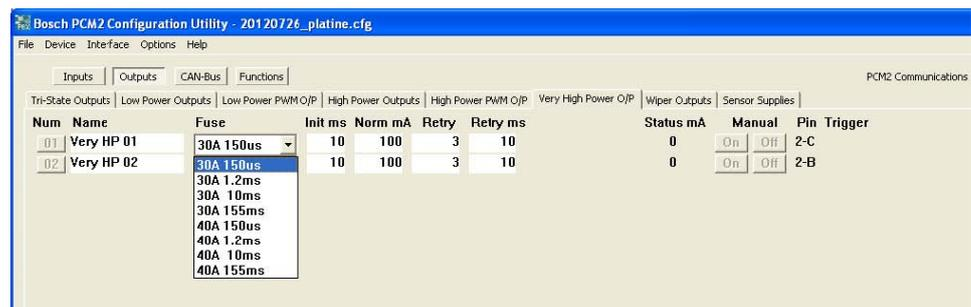 Bosch PCM2 Configuration Utility - 20120726_platine.cfg
File Device Interface Options Help
Inputs Outputs CAN-Bus Functions PCM2 Communications
Tri-State Outputs Low Power Outputs Low Power PWM O/P High Power Outputs High Power PWM O/P Very High Power O/P Wiper Outputs Sensor Supplies
Num Name Fuse Init ms Norm mA Retry Retry ms Status mA Manual Pin Trigger
01 Very HP 01 30A 150us 10 100 3 10 0 On Off 2-C
02 Very HP 02 30A 150us 10 100 3 10 0 On Off 2-B
30A 1.2ms
30A 10ms
30A 155ms
40A 150us
40A 1.2ms
40A 10ms
40A 155ms